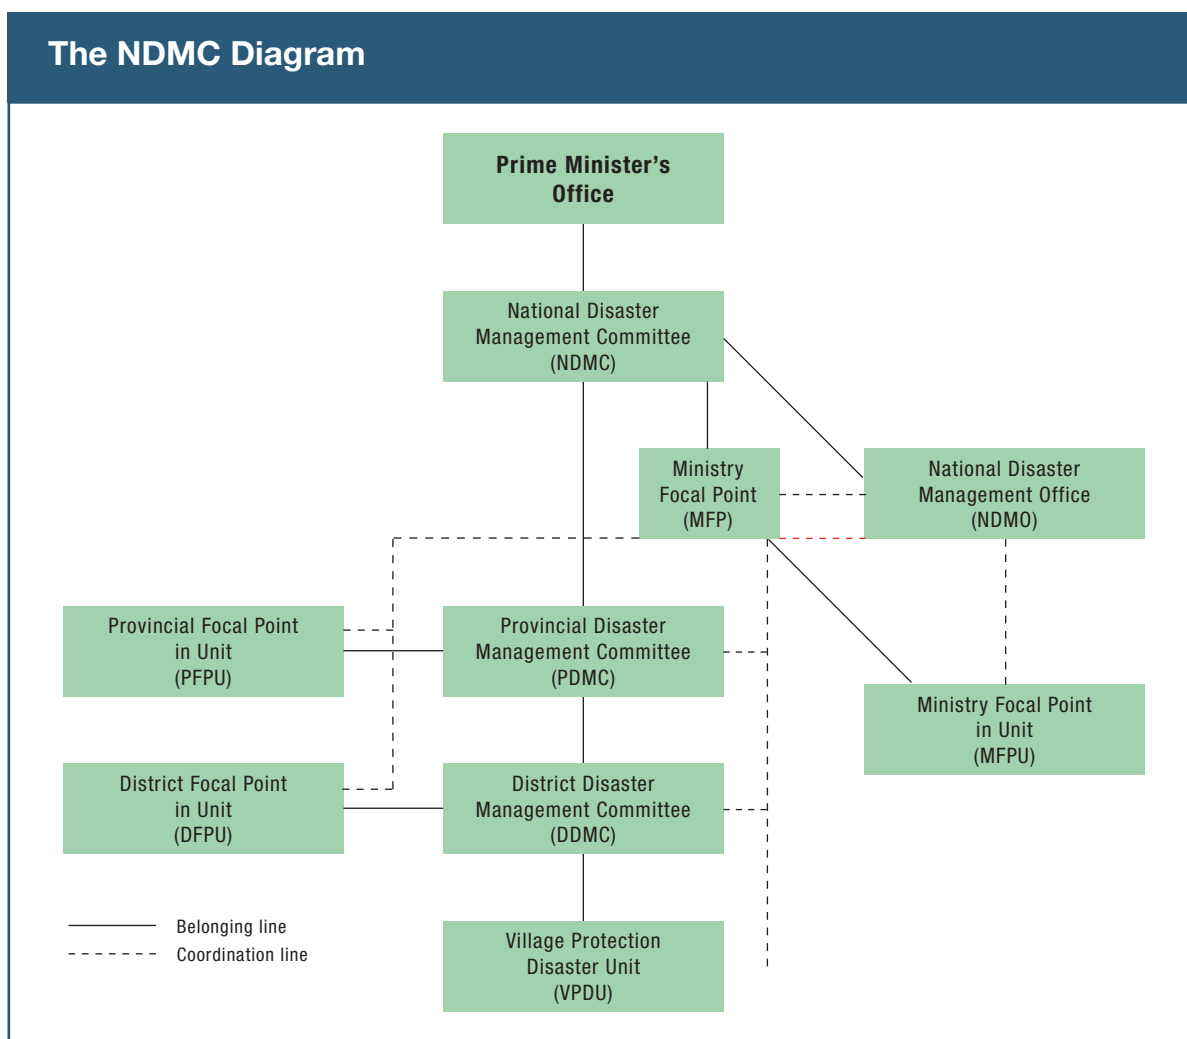 The NDMC Diagram
Prime Minister's
Office
National Disaster
Management Committee
(NDMC)
Ministry
Focal Point
(MFP)
National Disaster
Management Office
(NDMO)
Provincial Focal Point
in Unit
(PFPU)
Provincial Disaster
Management Committee
(PDMC)
Ministry Focal Point
in Unit
(MFPU)
District Focal Point
in Unit
(DFPU)
District Disaster
Management Committee
(DDMC)
Belonging line
Coordination line
Village Protection
Disaster Unit
(VPDU)